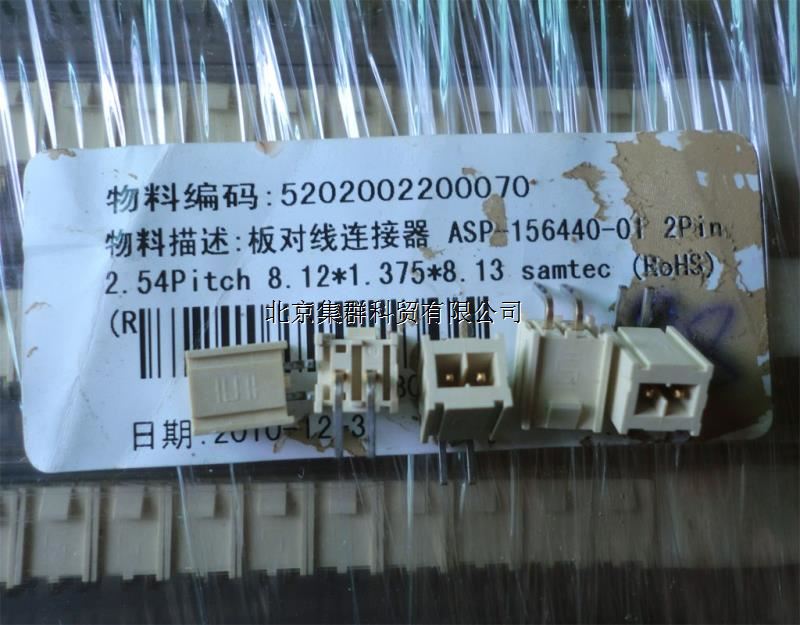 物料编码:5202002200070
物料描述:板对线连接器 ASP-156440-01 2Pin
2.54Pitch 8.12*1.375*8.13 samtec (RoHS)
(R
北京集群科贸有限公司
日期:2010-12-3